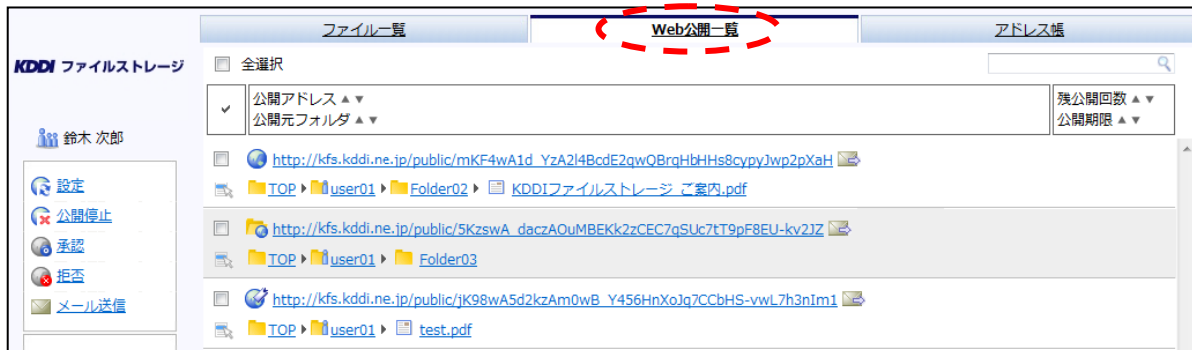 ファイル一覧 Web公開一覧 アドレス帳
KDDI ファイルストレージ
全選択
公開アドレス▲▼ 残公開回数▲▼
公開元フォルダ▲▼ 公開期限▲▼
鈴木 次郎
設定
公開停止
承認
拒否
メール送信
http://kfs.kddi.ne.jp/public/mKF4wA1d_YzA2l4BcdE2qwQBrqHbHHs8cypyJwp2pXaH
TOP user01 Folder02 KDDIファイルストレージ_ご案内.pdf
http://kfs.kddi.ne.jp/public/5KzswA_daczAOuMBEKk2zCEC7qSUc7tT9pF8EU-kv2JZ
TOP user01 Folder03
http://kfs.kddi.ne.jp/public/jK98wA5d2kzAm0wB_Y456HnXoJq7CCbHS-vwL7h3nIm1
TOP user01 test.pdf